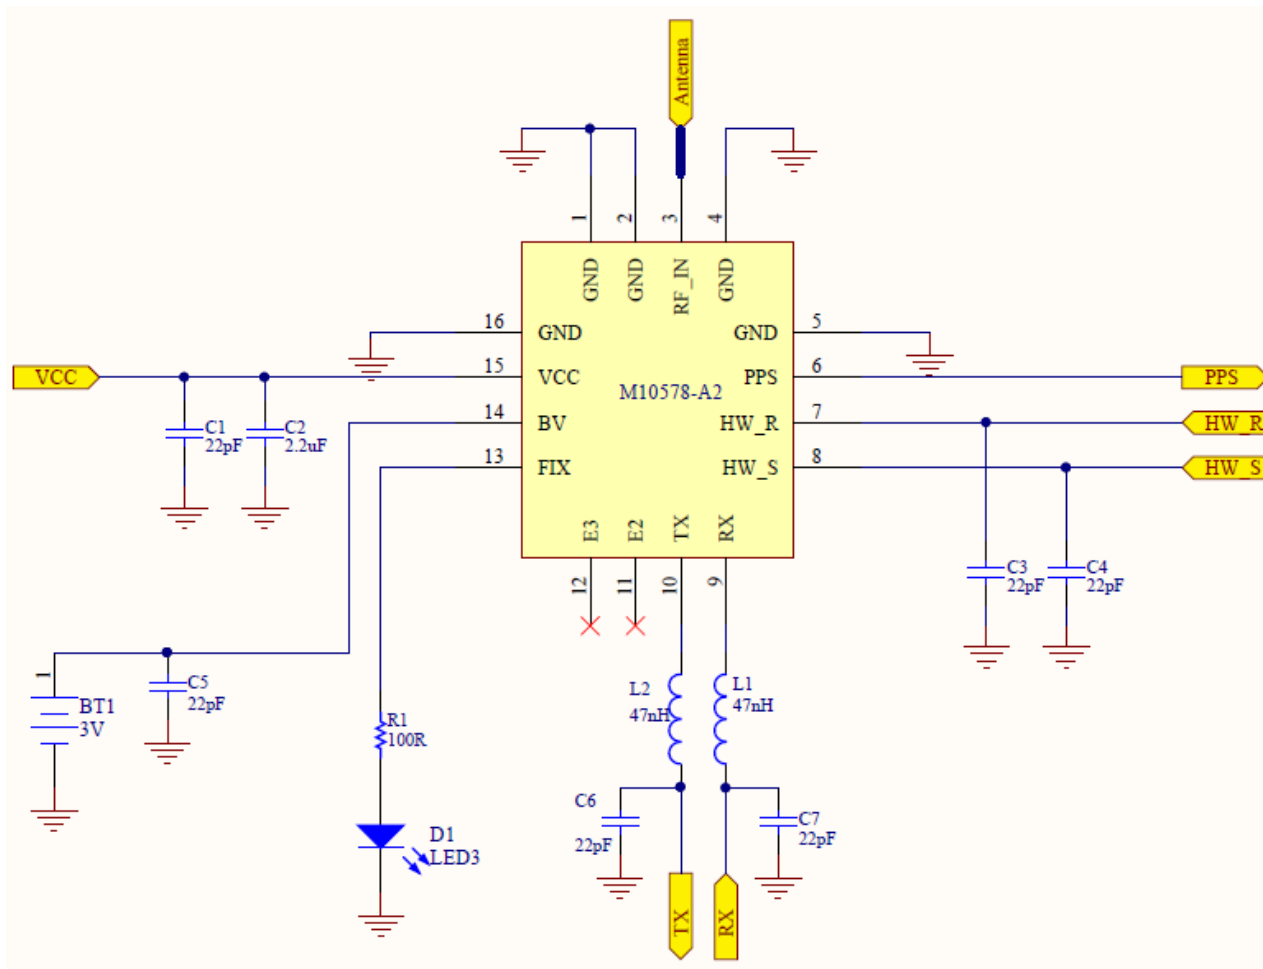 Antenna
1
2
3
4
GND
GND
RF_IN
GND
16
GND
GND
5
VCC
15
VCC
PPS
6
PPS
M10578-A2
14
BV
HW_R
7
HW_R
C1
22pF
C2
2.2uF
13
FIX
HW_S
8
HW_S
E3
E2
TX
RX
12
11
10
9
C3
22pF
C4
22pF
1
BT1
3V
C5
22pF
L2
47nH
L1
47nH
R1
100R
C6
22pF
C7
22pF
D1
LED3
TX
RX